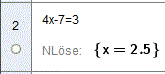 2
4x-7=3
NLöse: {x = 2.5}